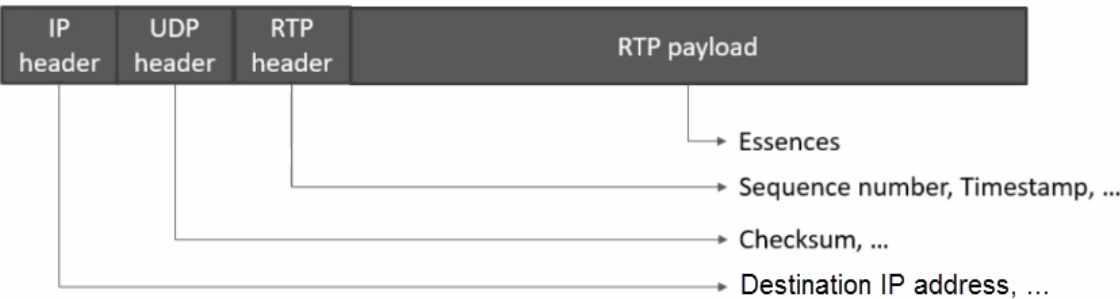 IP
header
UDP
header
RTP
header
RTP payload
Essences
Sequence number, Timestamp, ...
Checksum, ...
Destination IP address, ...